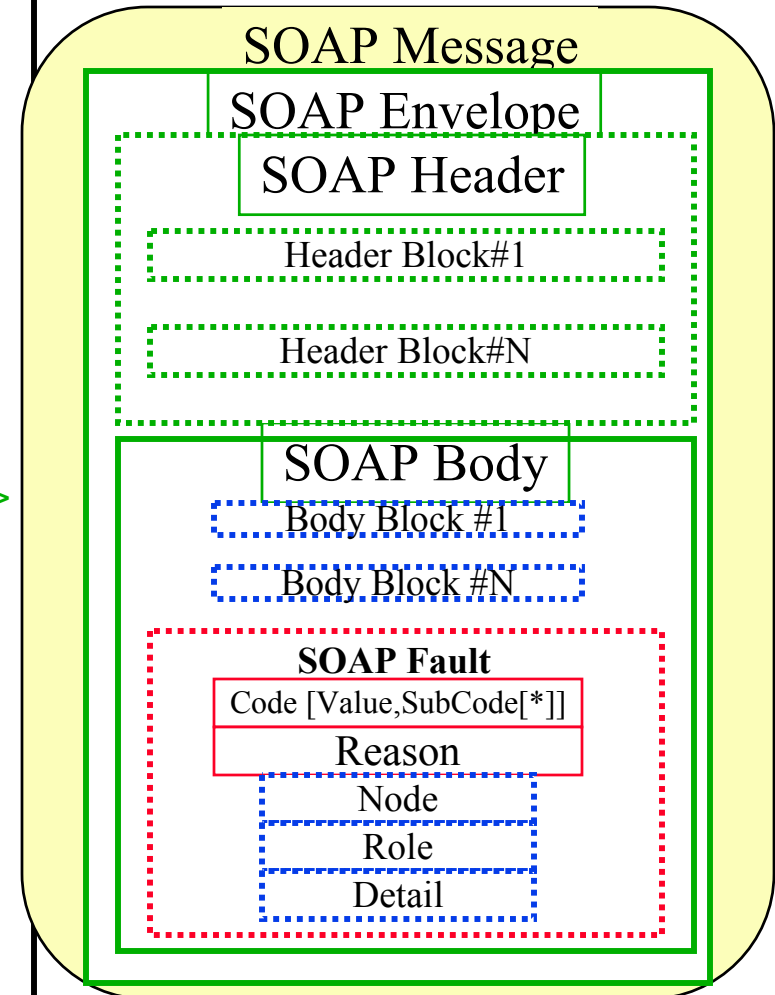 SOAP Message
SOAP Envelope
SOAP Header
Header Block#1
Header Block#N
SOAP Body
>
Body Block #1
Body Block #N
SOAP Fault
Code [Value,SubCode[*]]
Reason
Node
Role
Detail